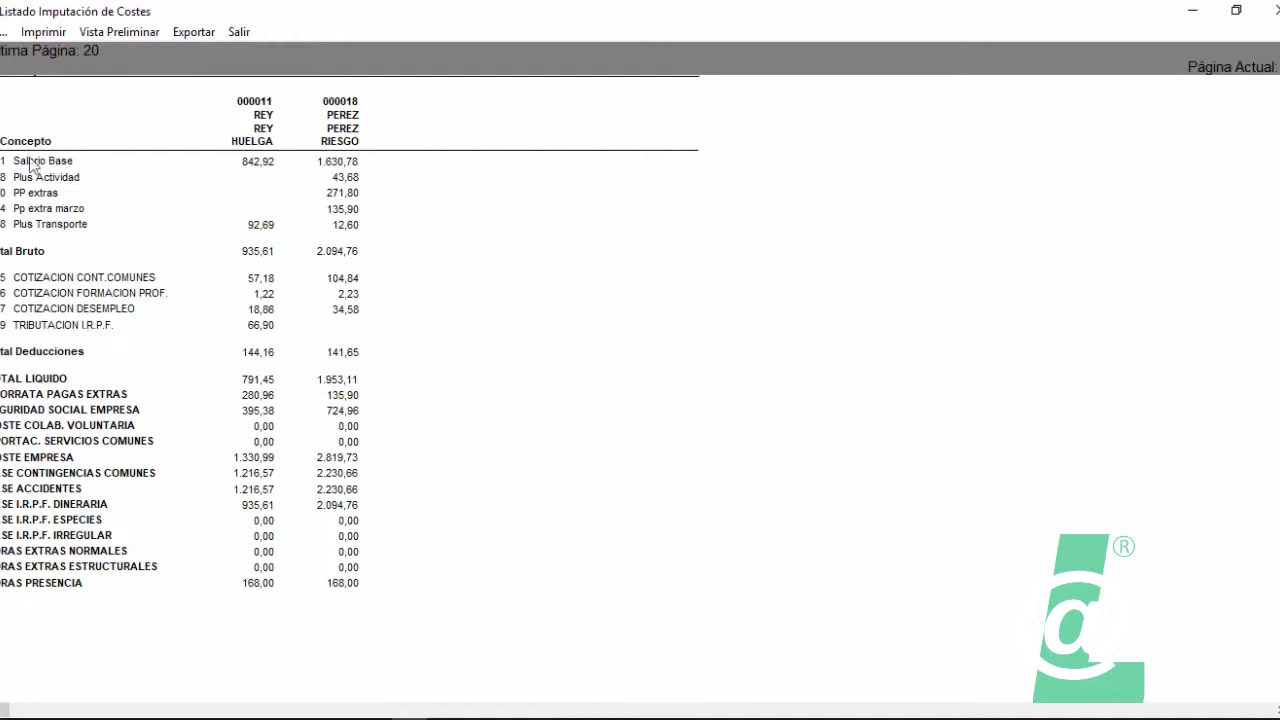 Listado Imputación de Costes
... Imprimir Vista Preliminar Exportar Salir
tima Página: 20
Página Actual:
000011 000018
REY PEREZ
REY PEREZ
Concepto HUELGA RIESGO
1 Salario Base 842,92 1.630,78
8 Plus Actividad 43,68
0 PP extras 271,80
4 Pp extra marzo 135,90
8 Plus Transporte 92,69 12,60
tal Bruto 935,61 2.094,76
5 COTIZACION CONT.COMUNES 57,18 104,84
6 COTIZACION FORMACION PROF. 1,22 2,23
7 COTIZACION DESEMPLEO 18,86 34,58
9 TRIBUTACION I.R.P.F. 66,90
tal Deducciones 144,16 141,65
OTAL LIQUIDO 791,45 1.953,11
ORRATA PAGAS EXTRAS 280,96 135,90
GURIDAD SOCIAL EMPRESA 395,38 724,96
OSTE COLAB. VOLUNTARIA 0,00 0,00
PORTAC. SERVICIOS COMUNES 0,00 0,00
OSTE EMPRESA 1.330,99 2.819,73
SE CONTINGENCIAS COMUNES 1.216,57 2.230,66
SE ACCIDENTES 1.216,57 2.230,66
SE I.R.P.F. DINERARIA 935,61 2.094,76
SE I.R.P.F. ESPECIES 0,00 0,00
SE I.R.P.F. IRREGULAR 0,00 0,00
ORAS EXTRAS NORMALES 0,00 0,00
ORAS EXTRAS ESTRUCTURALES 0,00 0,00
ORAS PRESENCIA 168,00 168,00
®
@